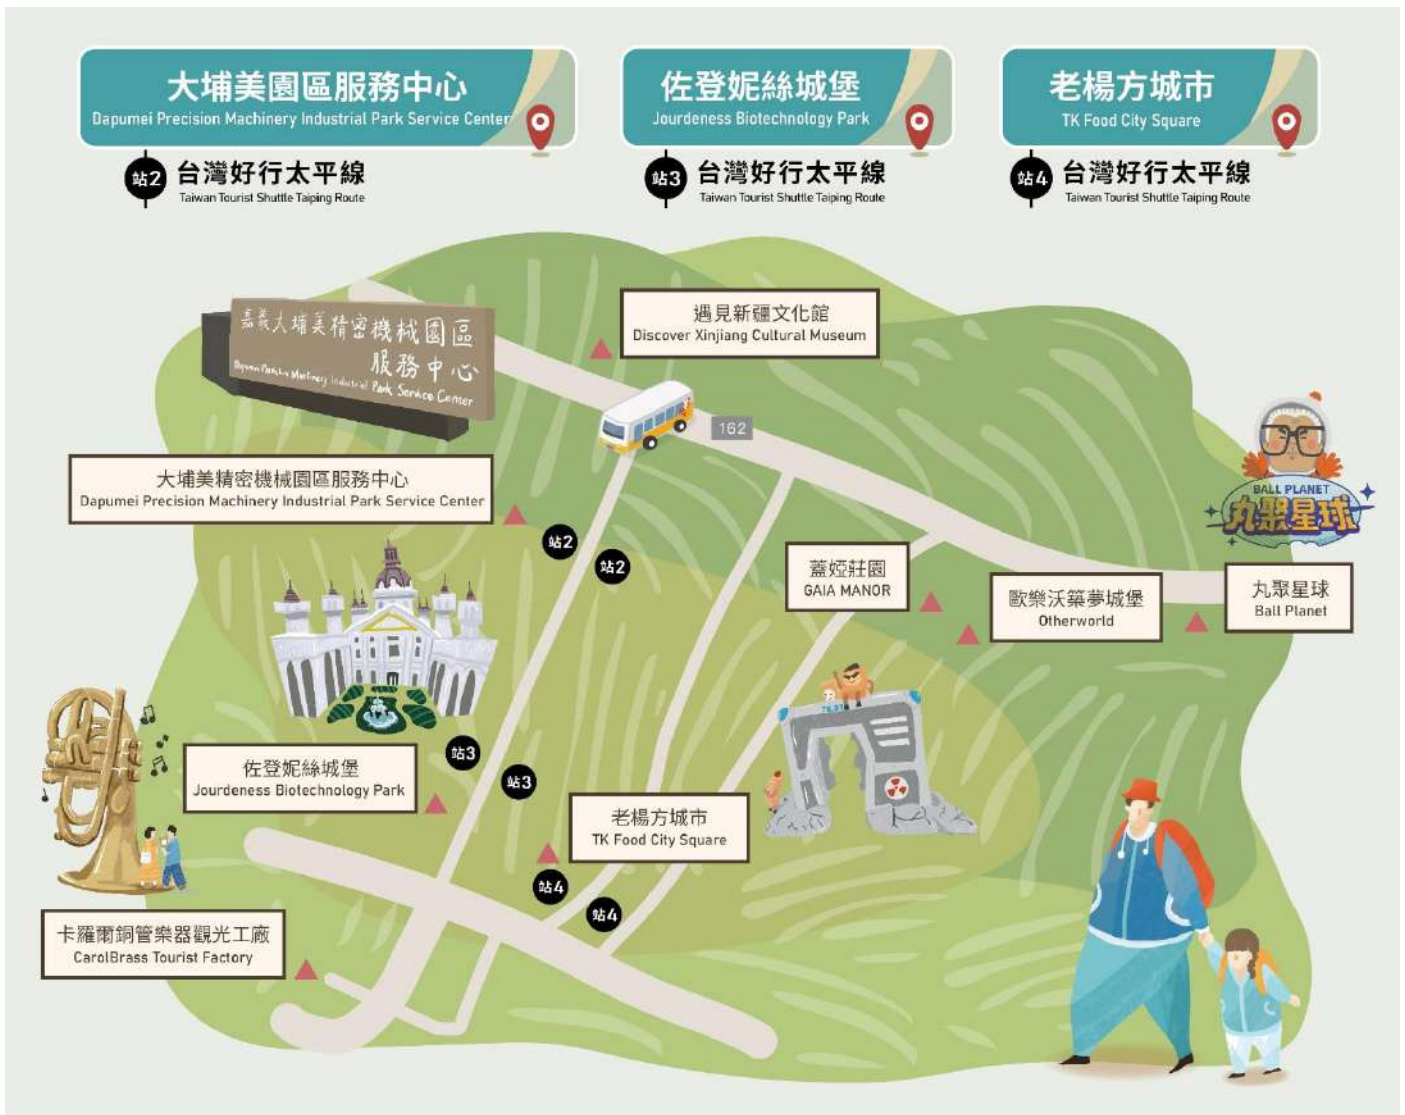 大埔美園區服務中心
Dapumei Precision Machinery Industrial Park Service Center
站2 台灣好行太平線
Taiwan Tourist Shuttle Taiping Route
佐登妮絲城堡
Jourdeness Biotechnology Park
站3 台灣好行太平線
Taiwan Tourist Shuttle Taiping Route
老楊方城市
TK Food City Square
站4 台灣好行太平線
Taiwan Tourist Shuttle Taiping Route
嘉義大埔美精密機械園區
服務中心
Dapumei Precision Machinery Industrial Park Service Center
遇見新疆文化館
Discover Xinjiang Cultural Museum
162
大埔美精密機械園區服務中心
Dapumei Precision Machinery Industrial Park Service Center
站2
站2
BALL PLANET
丸聚星球
蓋婭莊園
GAIA MANOR
歐樂沃築夢城堡
Otherworld
丸聚星球
Ball Planet
佐登妮絲城堡
Jourdeness Biotechnology Park
站3
站3
老楊方城市
TK Food City Square
站4
站4
卡羅爾銅管樂器觀光工廠
CarolBrass Tourist Factory